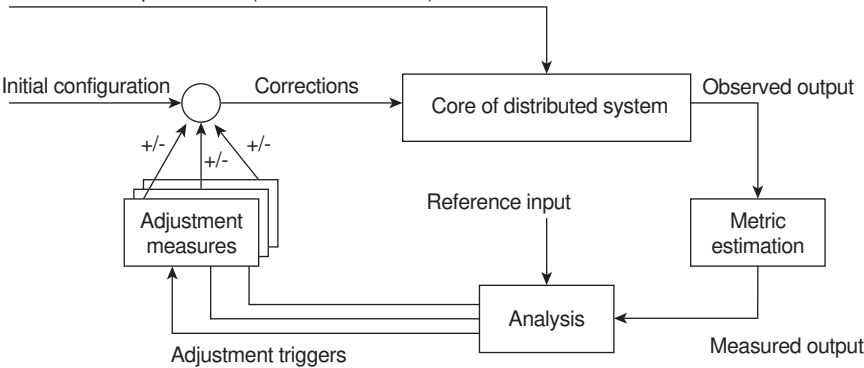 Initial configuration
Corrections
Core of distributed system
Observed output
+/-
+/-
+/-
Reference input
Adjustment
measures
Metric
estimation
Analysis
Adjustment triggers
Measured output